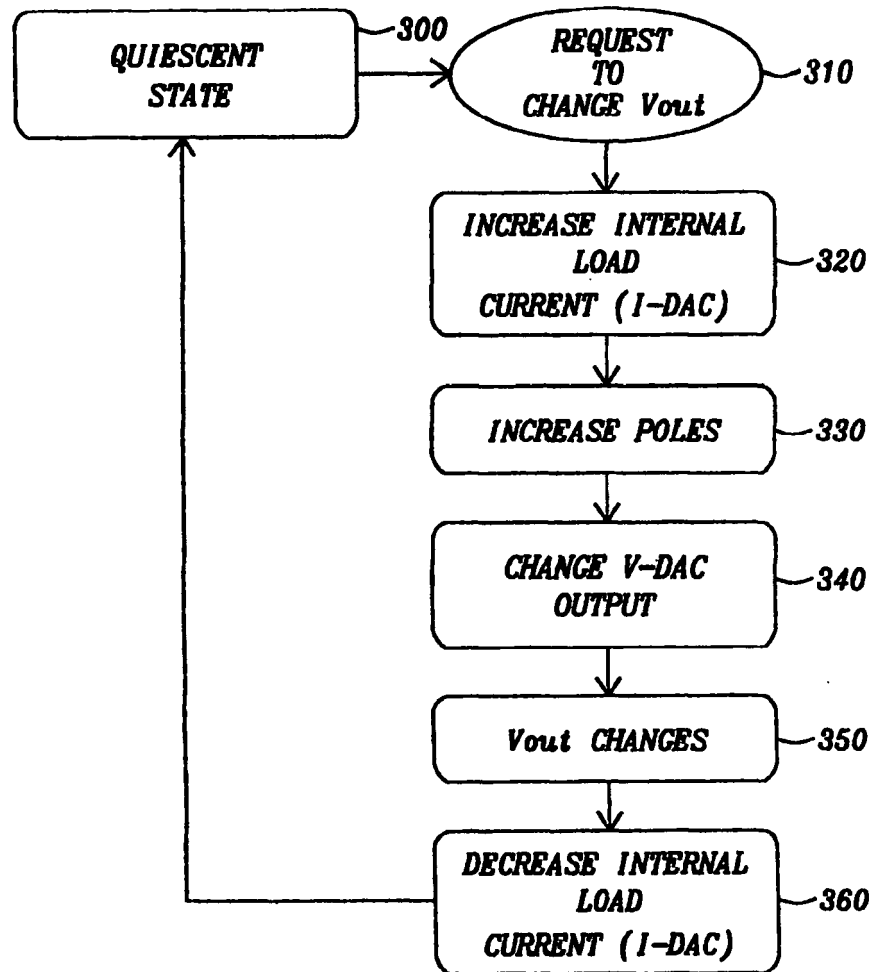 QUIESCENT
STATE
300
REQUEST
TO
CHANGE Vout
310
INCREASE INTERNAL
LOAD
CURRENT (I-DAC)
320
INCREASE POLES
330
CHANGE V-DAC
OUTPUT
340
Vout CHANGES
350
DECREASE INTERNAL
LOAD
CURRENT (I-DAC)
360